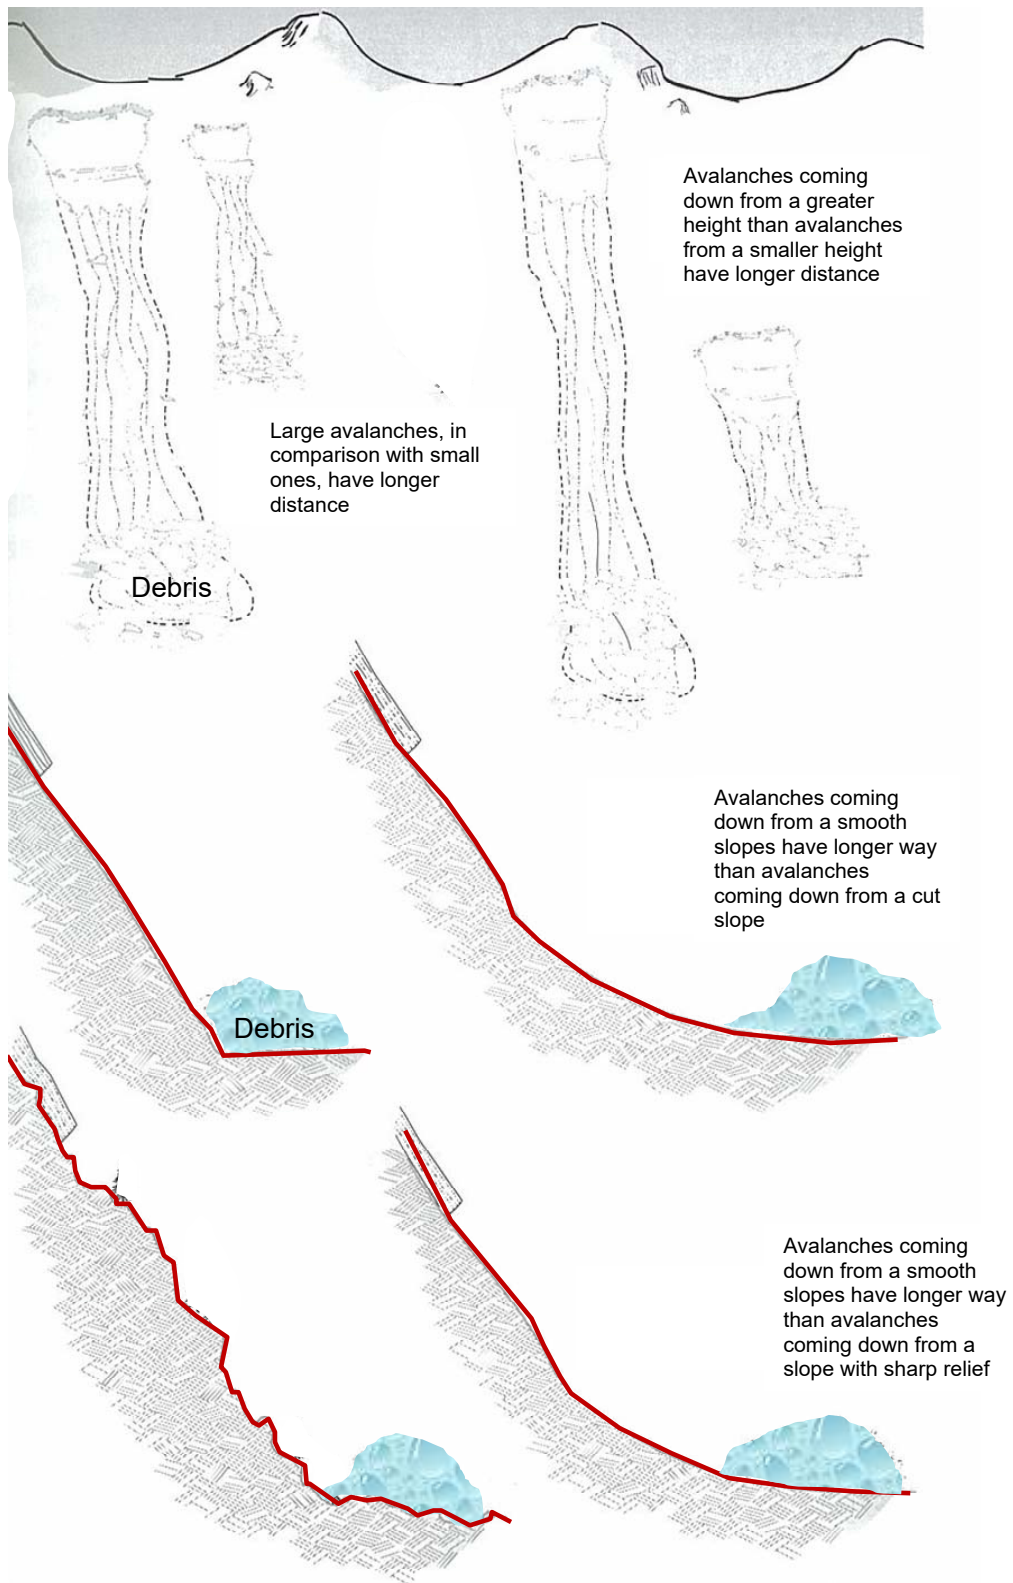 Avalanches coming
down from a greater
height than avalanches
from a smaller height
have longer distance
Large avalanches, in
comparison with small
ones, have longer
distance
Debris
Avalanches coming
down from a smooth
slopes have longer way
than avalanches
coming down from a cut
slope
Debris
Avalanches coming
down from a smooth
slopes have longer way
than avalanches
coming down from a
slope with sharp relief